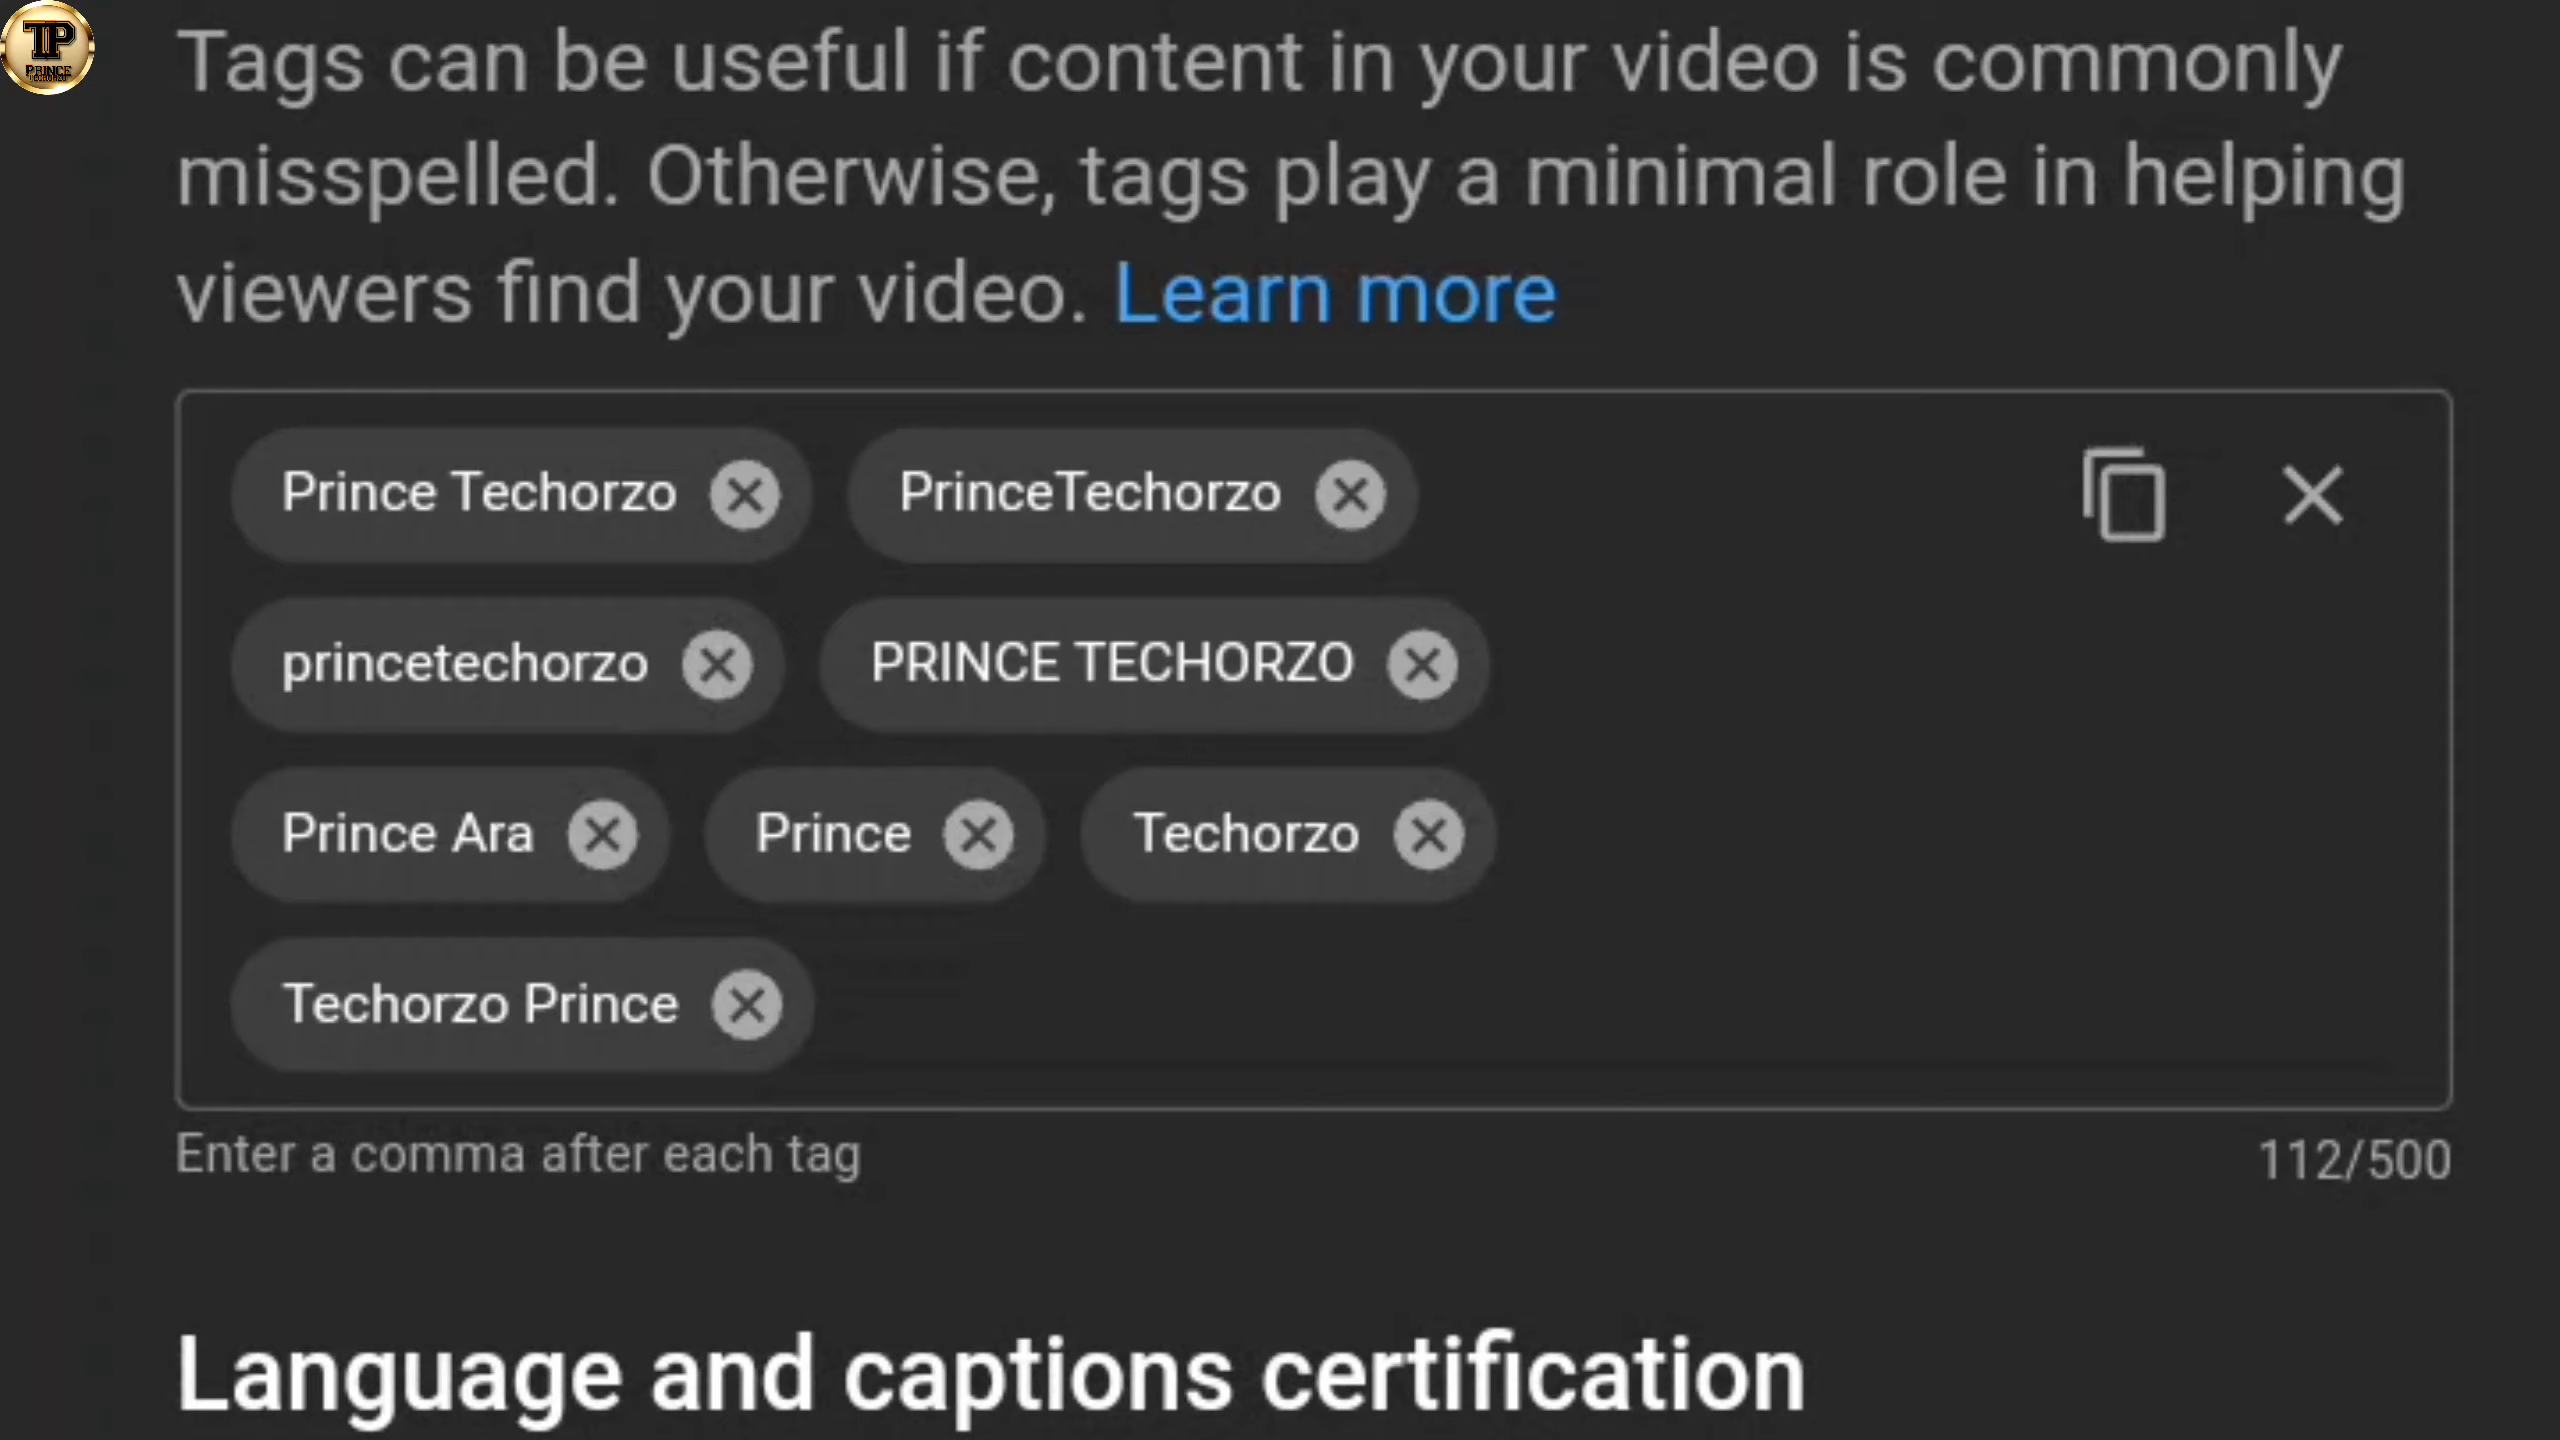 TP
PRINCE
Tags can be useful if content in your video is commonly
misspelled. Otherwise, tags play a minimal role in helping
viewers find your video. Learn more
Prince Techorzo PrinceTechorzo
princetechorzo PRINCE TECHORZO
Prince Ara Prince Techorzo
Techorzo Prince
Enter a comma after each tag 112/500
Language and captions certification